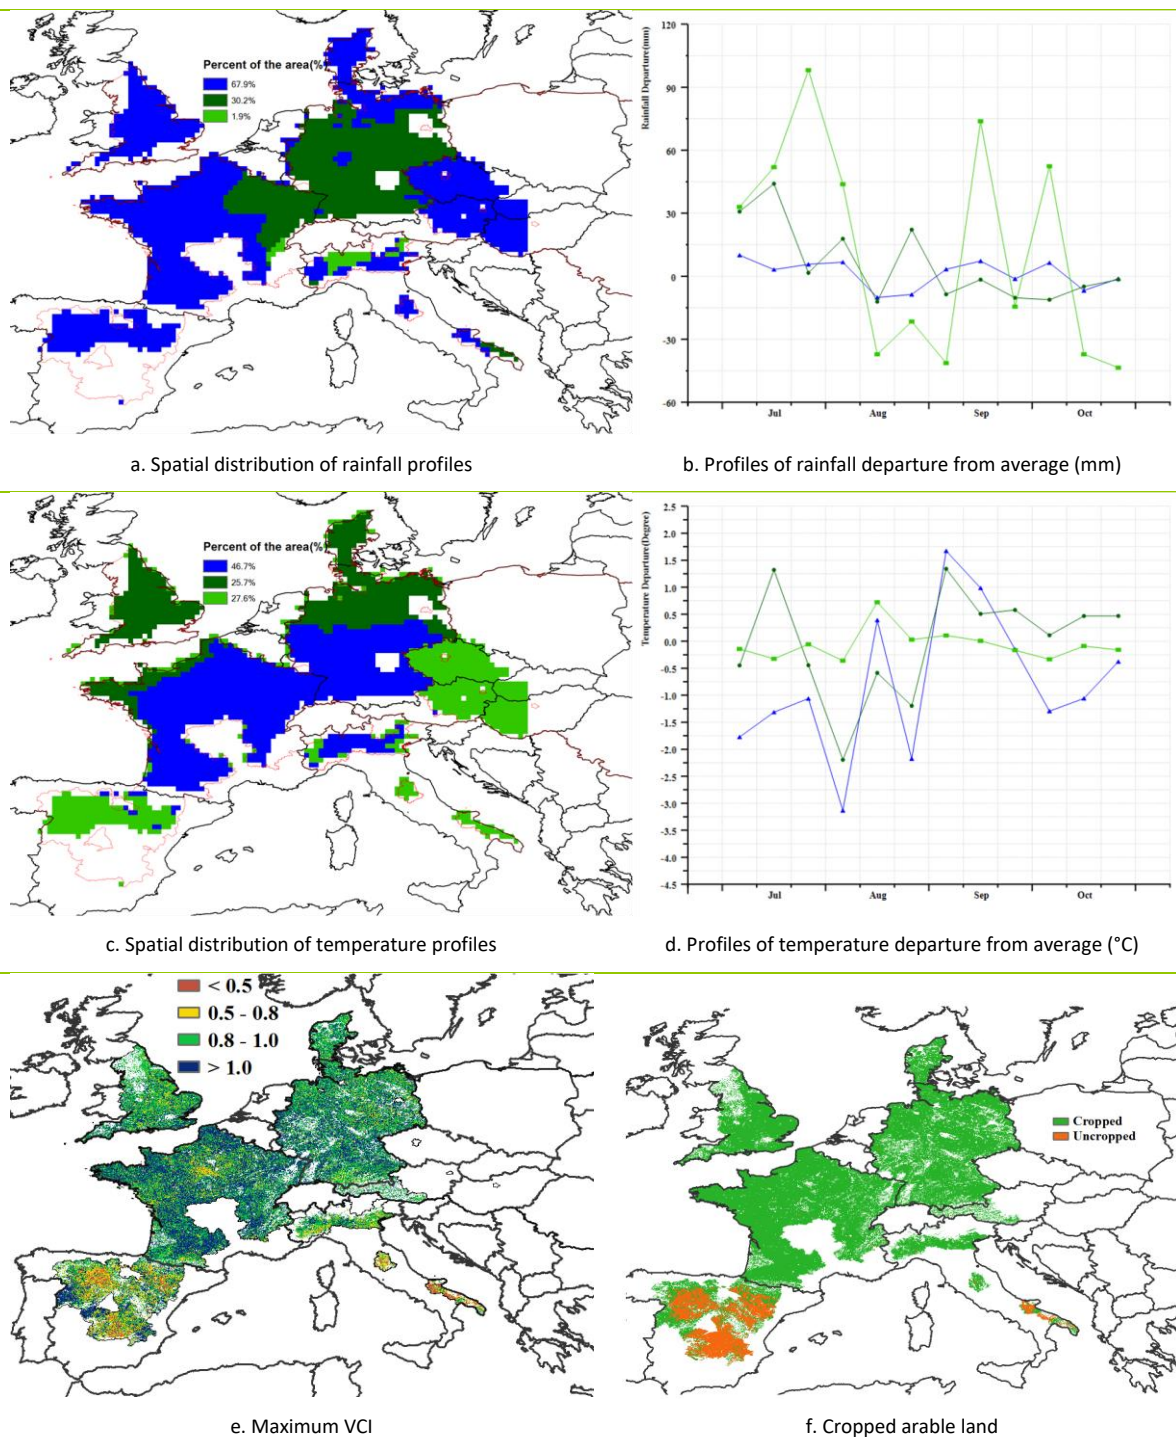 Percent of the area(%)
67.9%
30.2%
1.9%
Rainfall Departure(mm)
120
90
60
30
0
-30
-60
Jul
Aug
Sep
Oct
a. Spatial distribution of rainfall profiles
b. Profiles of rainfall departure from average (mm)
Percent of the area(%)
46.7%
25.7%
27.6%
Temperature Departure(Degree)
2.5
2.0
1.5
1.0
0.5
0.0
-0.5
-1.0
-1.5
-2.0
-2.5
-3.0
-3.5
-4.0
-4.5
Jul
Aug
Sep
Oct
c. Spatial distribution of temperature profiles
d. Profiles of temperature departure from average (°C)
< 0.5
0.5 - 0.8
0.8 - 1.0
> 1.0
Cropped
Uncropped
e. Maximum VCI
f. Cropped arable land